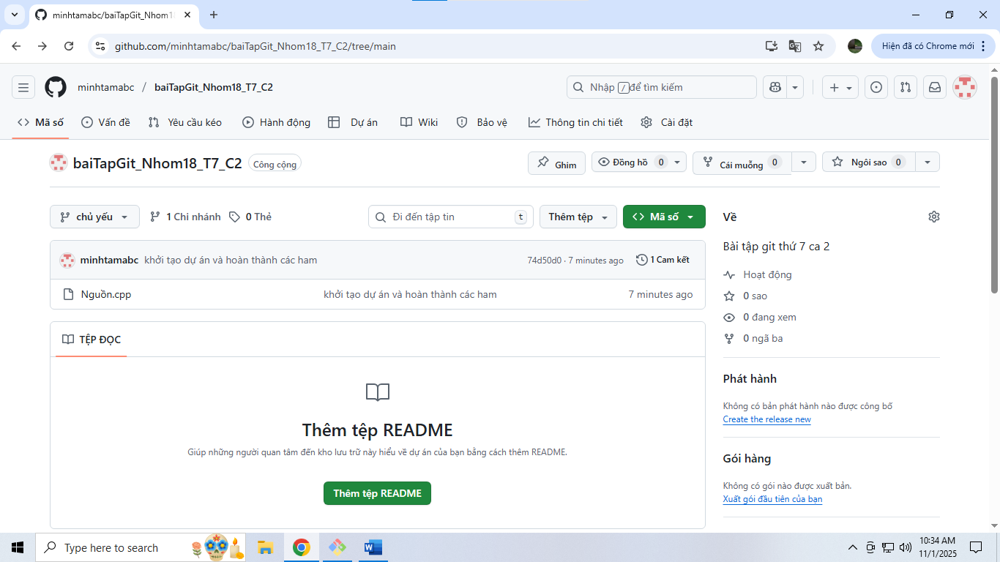 minhtamabc/baiTapGit_Nhom1
github.com/minhtamabc/baiTapGit_Nhom18_T7_C2/tree/main
Hiện đã có Chrome mới
minhtamabc / baiTapGit_Nhom18_T7_C2
Nhập / để tìm kiếm
Mã số Vấn đề Yêu cầu kéo Hành động Dự án Wiki Bảo vệ Thông tin chi tiết Cài đặt
baiTapGit_Nhom18_T7_C2 Công cộng
Ghim Đồng hồ 0 Cái muỗng 0 Ngôi sao 0
chủ yếu 1 Chi nhánh 0 Thẻ
Đi đến tập tin t Thêm tệp Mã số
minhtamabc khởi tạo dự án và hoàn thành các ham 74d50d0 · 7 minutes ago 1 Cam kết
Nguồn.cpp khởi tạo dự án và hoàn thành các ham 7 minutes ago
TỆP ĐỌC
Thêm tệp README
Giúp những người quan tâm đến kho lưu trữ này hiểu về dự án của bạn bằng cách thêm README.
Thêm tệp README
Về
Bài tập git thứ 7 ca 2
Hoạt động
0 sao
0 đang xem
0 ngã ba
Phát hành
Không có bản phát hành nào được công bố
Create the release new
Gói hàng
Không có gói nào được xuất bản.
Xuất gói đầu tiên của bạn
Type here to search
10:34 AM
11/1/2025